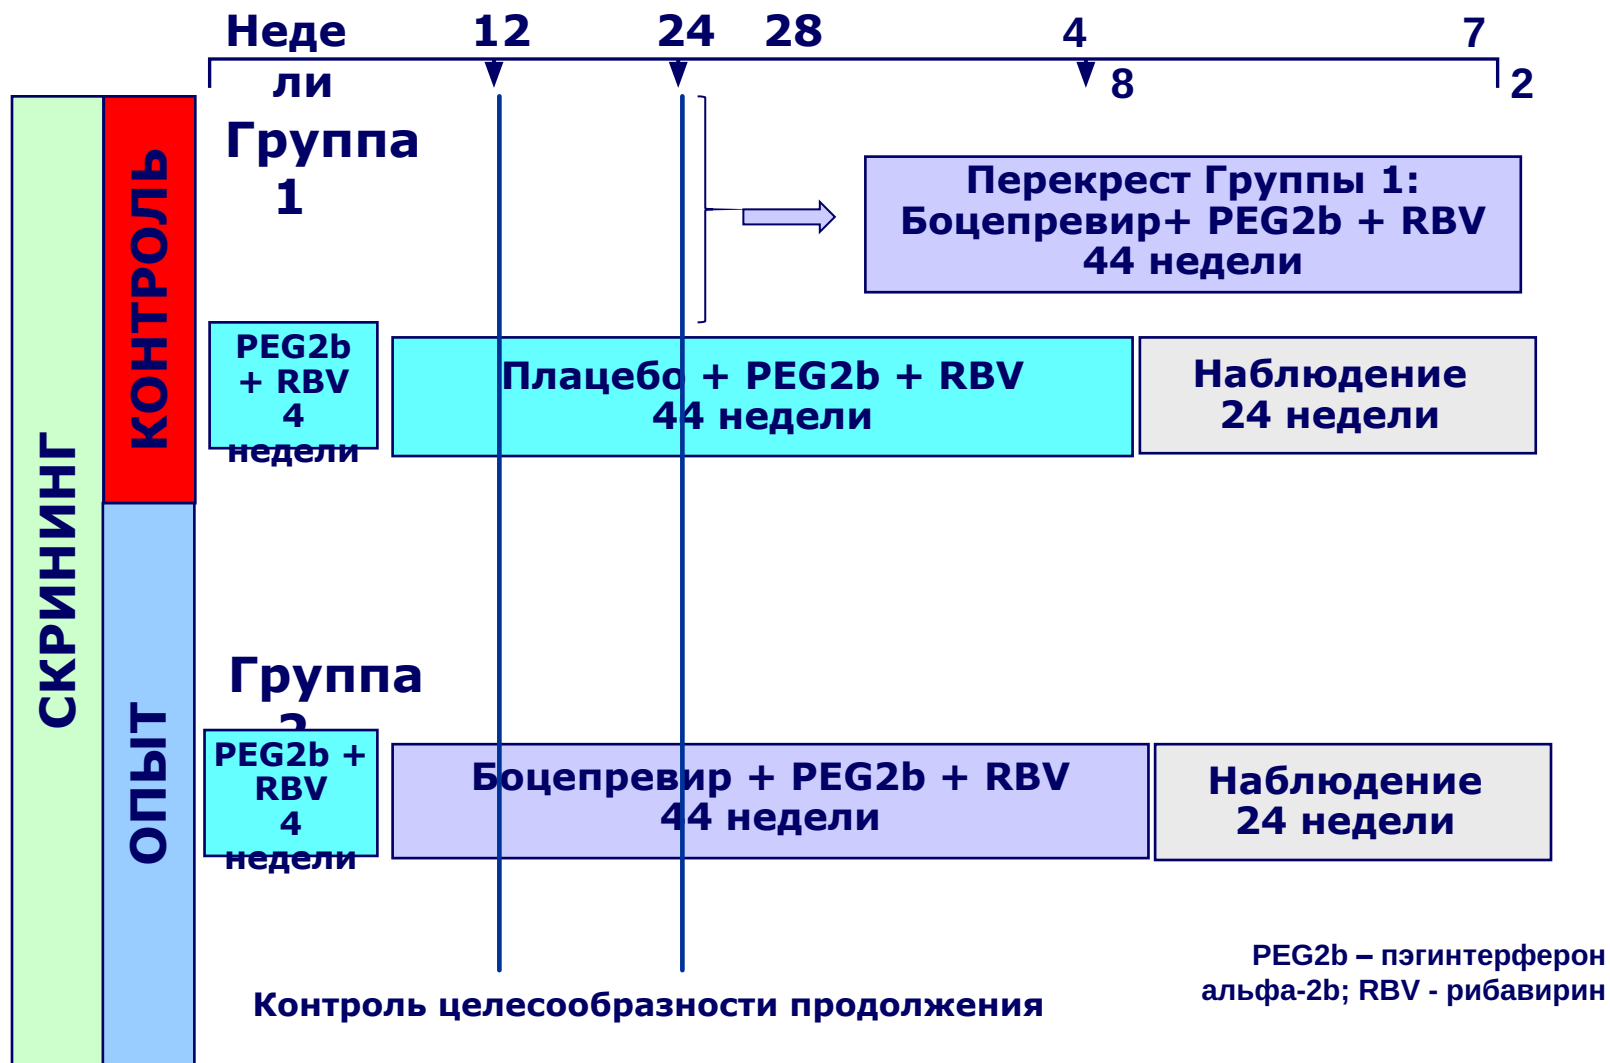 Неде
ли
12
24
28
4
8
7
2
СКРИНИНГ
КОНТРОЛЬ
ОПЫТ
Группа
1
Перекрест Группы 1:
Боцепревир+ PEG2b + RBV
44 недели
PEG2b
+ RBV
4
недели
Плацебо + PEG2b + RBV
44 недели
Наблюдение
24 недели
Группа
2
PEG2b +
RBV
4
недели
Боцепревир + PEG2b + RBV
44 недели
Наблюдение
24 недели
Контроль целесообразности продолжения
PEG2b – пэгинтерферон
альфа-2b; RBV - рибавирин